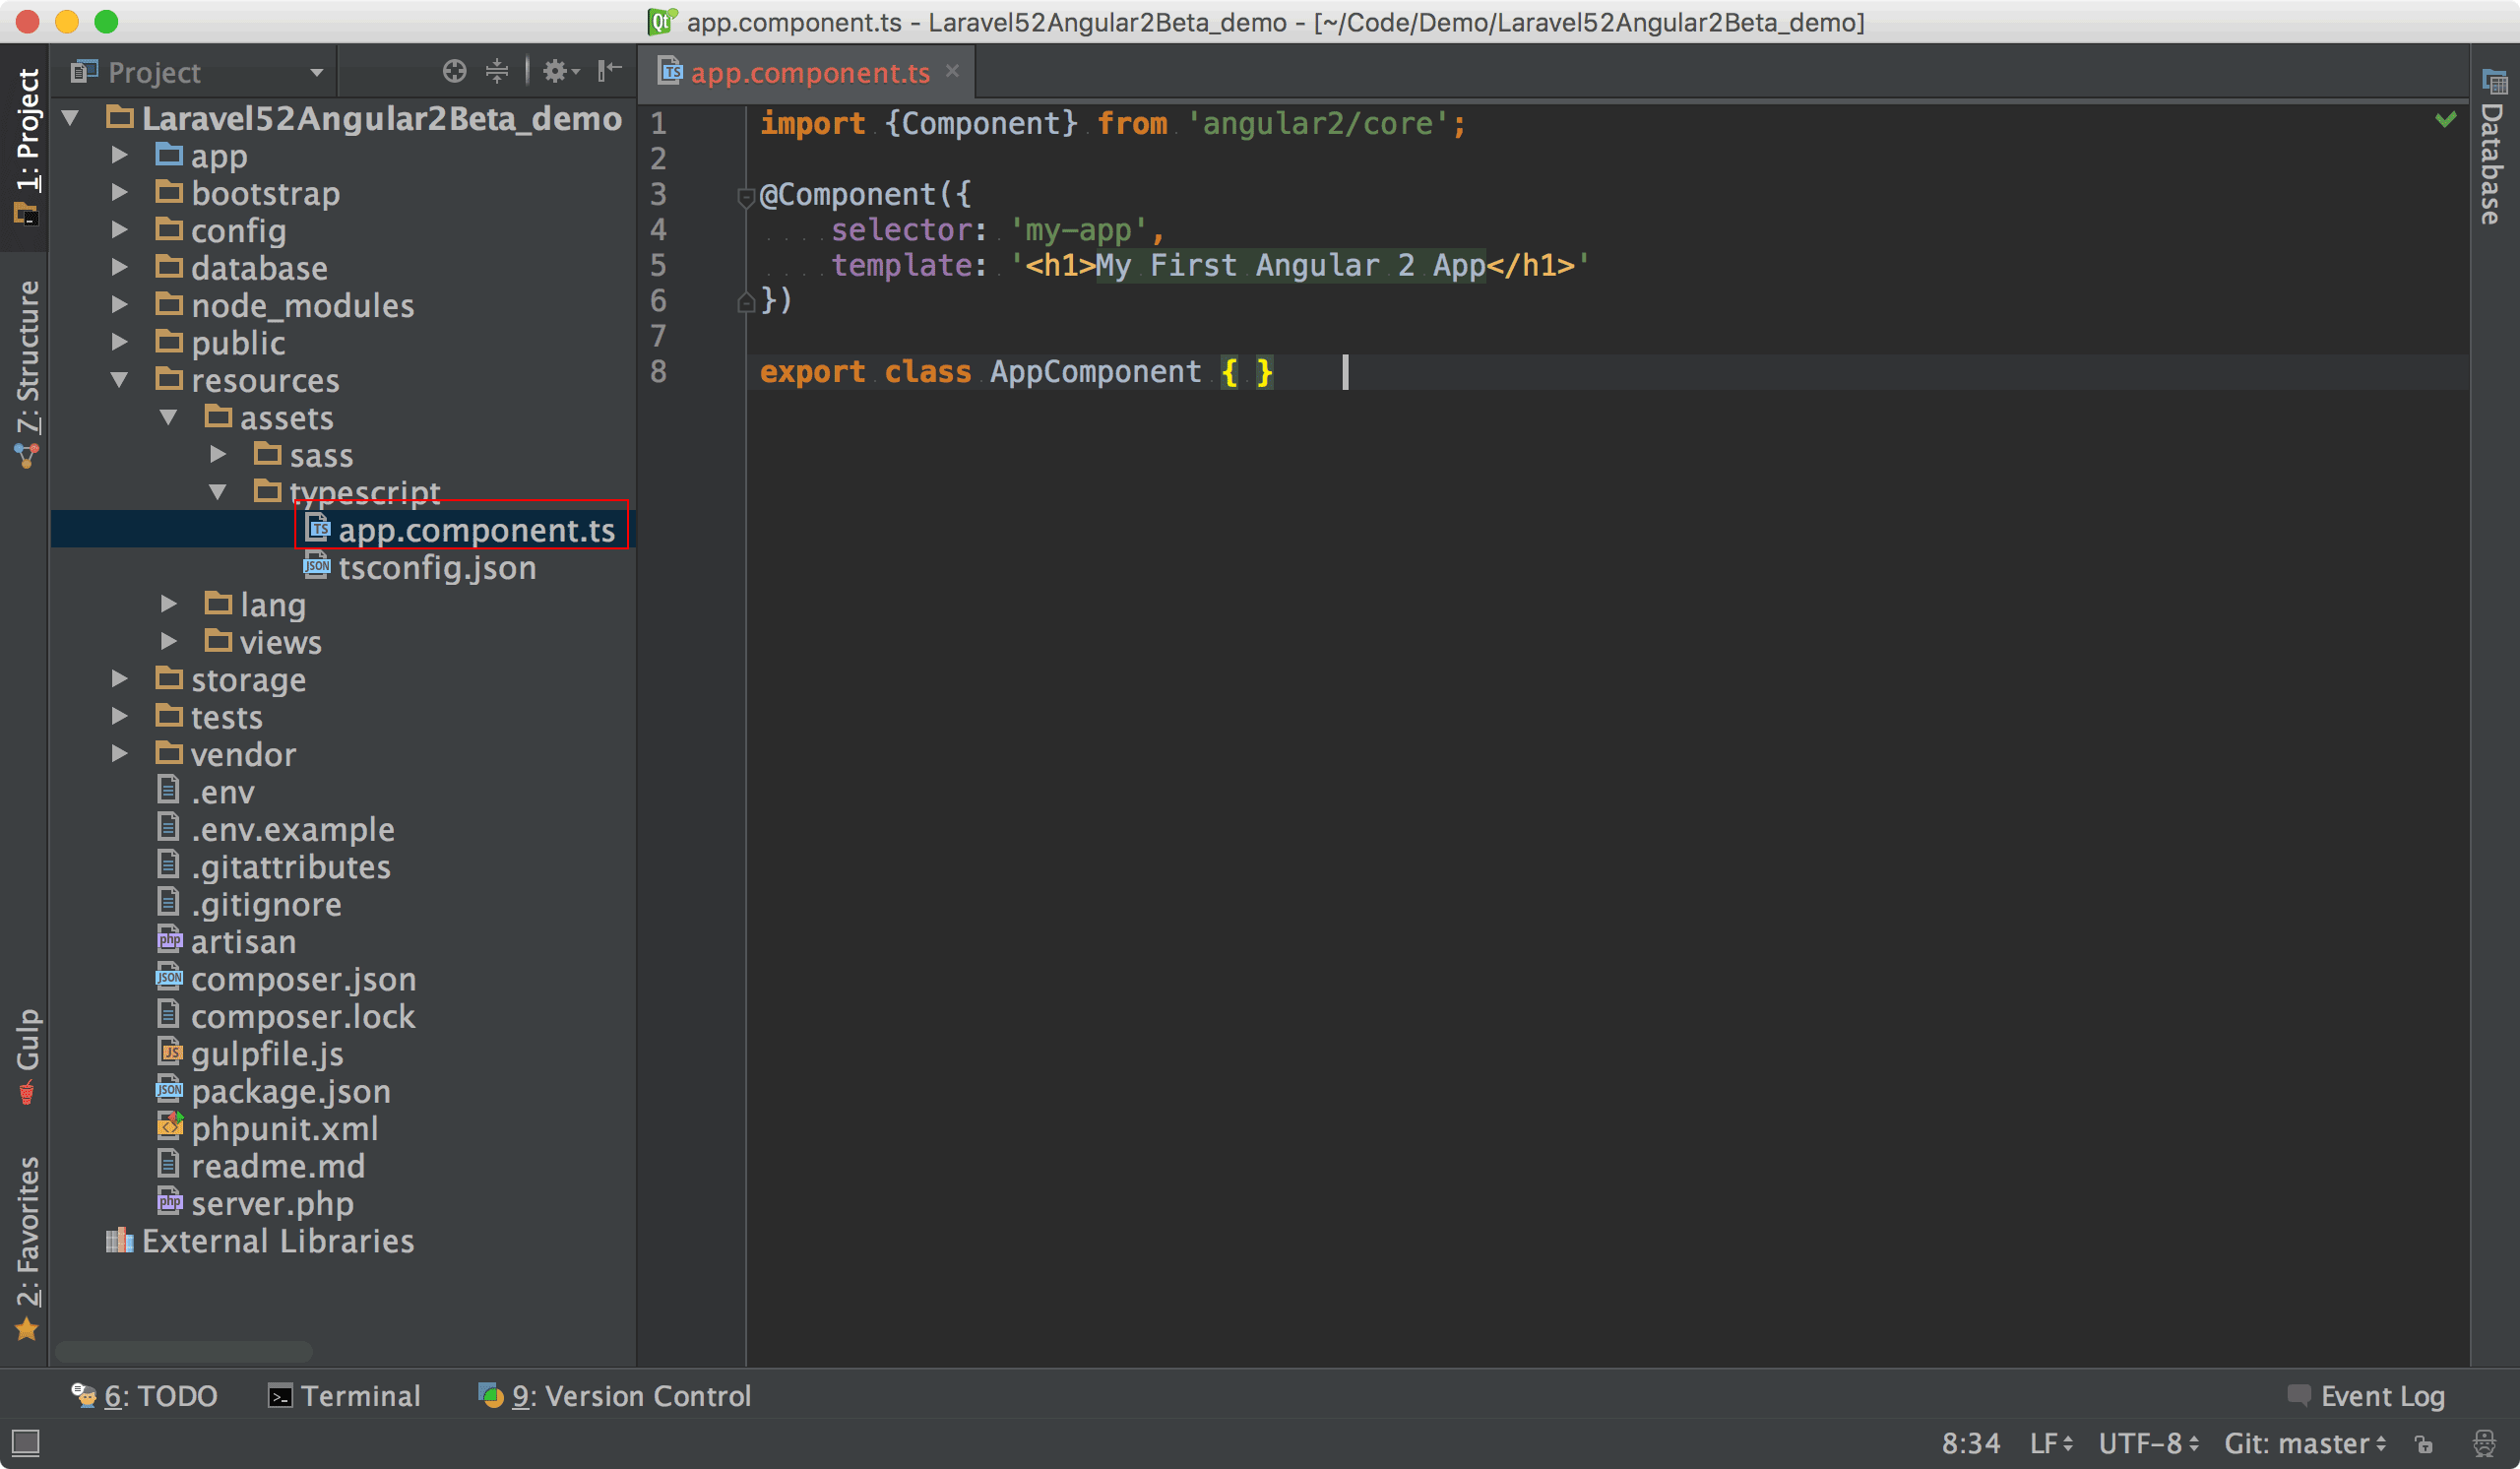 app.component.ts - Laravel52Angular2Beta_demo - [~/Code/Demo/Laravel52Angular2Beta_demo]
Project
app.component.ts
1: Project
7: Structure
Gulp
2: Favorites
Laravel52Angular2Beta_demo
app
bootstrap
config
database
node_modules
public
resources
assets
sass
typescript
app.component.ts
tsconfig.json
lang
views
storage
tests
vendor
.env
.env.example
.gitattributes
.gitignore
artisan
composer.json
composer.lock
gulpfile.js
package.json
phpunit.xml
readme.md
server.php
External Libraries
1 import {Component} from 'angular2/core';
2
3 @Component({
4     selector: 'my-app',
5     template: '<h1>My First Angular 2 App</h1>'
6 })
7
8 export class AppComponent { }
Database
6: TODO
Terminal
9: Version Control
Event Log
8:34 LF UTF-8 Git: master